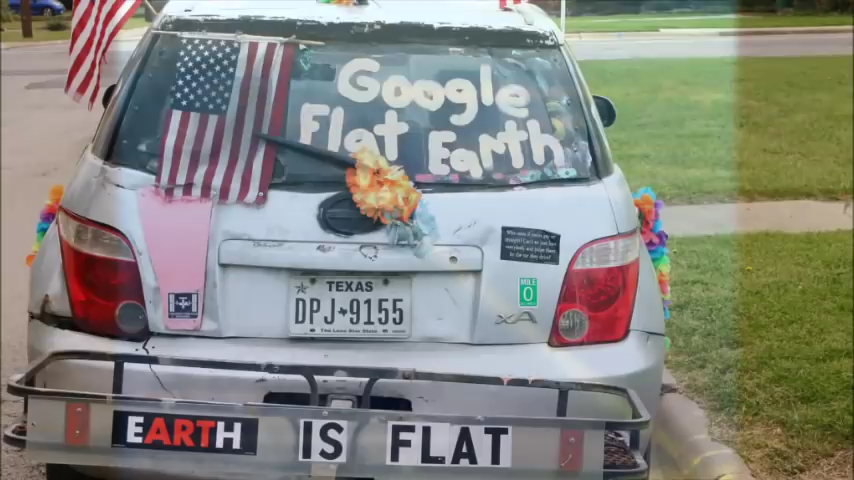 Google
Flat Earth
TEXAS
DPJ 9155
The Lone Star State
MILE
0
xA
EARTH IS FLAT